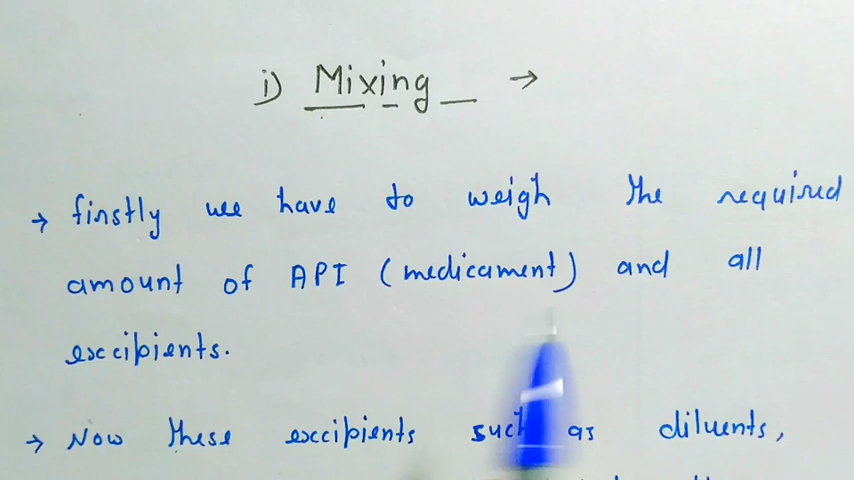 i) Mixing →
→ firstly we have to weigh the required
amount of API (medicament) and all
excipients.
→ Now these excipients such as diluents,